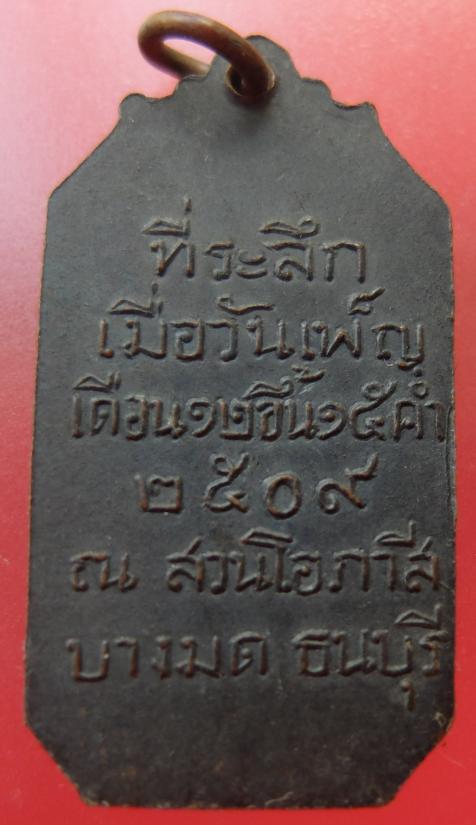 ที่ระลึก
เมื่อวันเพ็ญ
เดือน๑๒ขึ้น๑๕ค่ำ
๒๕๐๙
ณ สวนโอภาสี
บางมด ธนบุรี